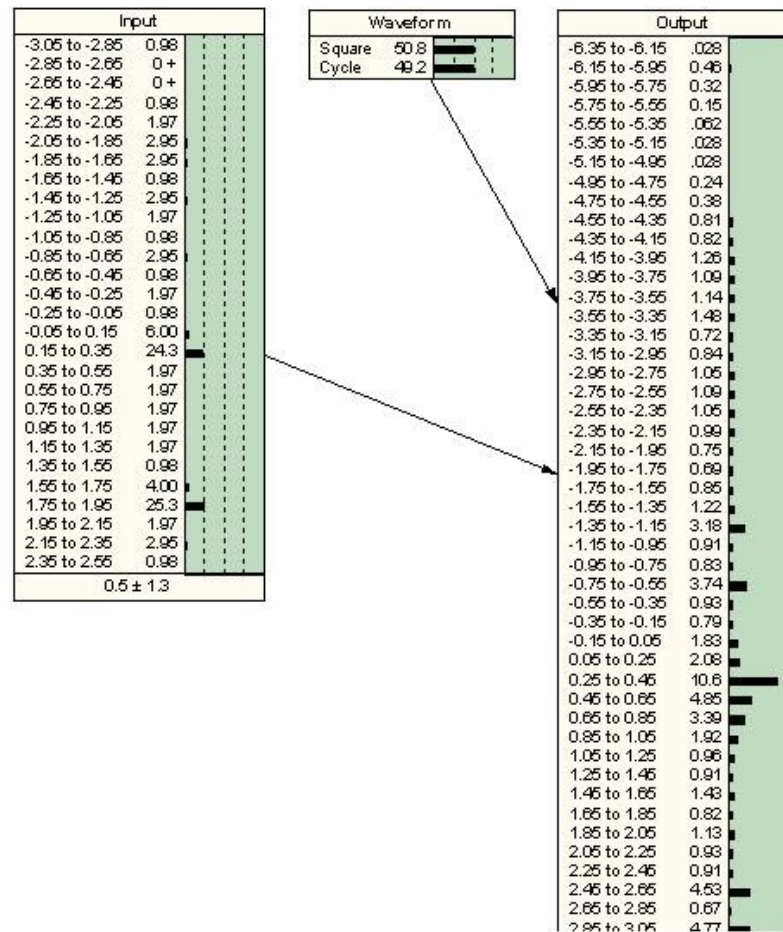 Input
-3.05 to -2.85 0.98
-2.85 to -2.65 0 +
-2.65 to -2.45 0 +
-2.45 to -2.25 0.98
-2.25 to -2.05 1.97
-2.05 to -1.85 2.95
-1.85 to -1.65 2.95
-1.65 to -1.45 0.98
-1.45 to -1.25 2.95
-1.25 to -1.05 1.97
-1.05 to -0.85 0.98
-0.85 to -0.65 2.95
-0.65 to -0.45 0.98
-0.45 to -0.25 1.97
-0.25 to -0.05 0.98
-0.05 to 0.15 6.00
0.15 to 0.35 24.3
0.35 to 0.55 1.97
0.55 to 0.75 1.97
0.75 to 0.95 1.97
0.95 to 1.15 1.97
1.15 to 1.35 1.97
1.35 to 1.55 0.98
1.55 to 1.75 4.00
1.75 to 1.95 25.3
1.95 to 2.15 1.97
2.15 to 2.35 2.95
2.35 to 2.55 0.98
0.5 ± 1.3
Waveform
Square 50.8
Cycle 49.2
Output
-6.35 to -6.15 .028
-6.15 to -5.95 0.46
-5.95 to -5.75 0.32
-5.75 to -5.55 0.15
-5.55 to -5.35 .062
-5.35 to -5.15 .028
-5.15 to -4.95 .028
-4.95 to -4.75 0.24
-4.75 to -4.55 0.38
-4.55 to -4.35 0.81
-4.35 to -4.15 0.82
-4.15 to -3.95 1.26
-3.95 to -3.75 1.09
-3.75 to -3.55 1.14
-3.55 to -3.35 1.48
-3.35 to -3.15 0.72
-3.15 to -2.95 0.84
-2.95 to -2.75 1.05
-2.75 to -2.55 1.09
-2.55 to -2.35 1.05
-2.35 to -2.15 0.99
-2.15 to -1.95 0.75
-1.95 to -1.75 0.69
-1.75 to -1.55 0.85
-1.55 to -1.35 1.22
-1.35 to -1.15 3.18
-1.15 to -0.95 0.91
-0.95 to -0.75 0.83
-0.75 to -0.55 3.74
-0.55 to -0.35 0.93
-0.35 to -0.15 0.79
-0.15 to 0.05 1.83
0.05 to 0.25 2.08
0.25 to 0.45 10.6
0.45 to 0.65 4.85
0.65 to 0.85 3.39
0.85 to 1.05 1.92
1.05 to 1.25 0.96
1.25 to 1.45 0.91
1.45 to 1.65 1.43
1.65 to 1.85 0.82
1.85 to 2.05 1.13
2.05 to 2.25 0.93
2.25 to 2.45 0.91
2.45 to 2.65 4.53
2.65 to 2.85 0.67
2.85 to 3.05 4.77